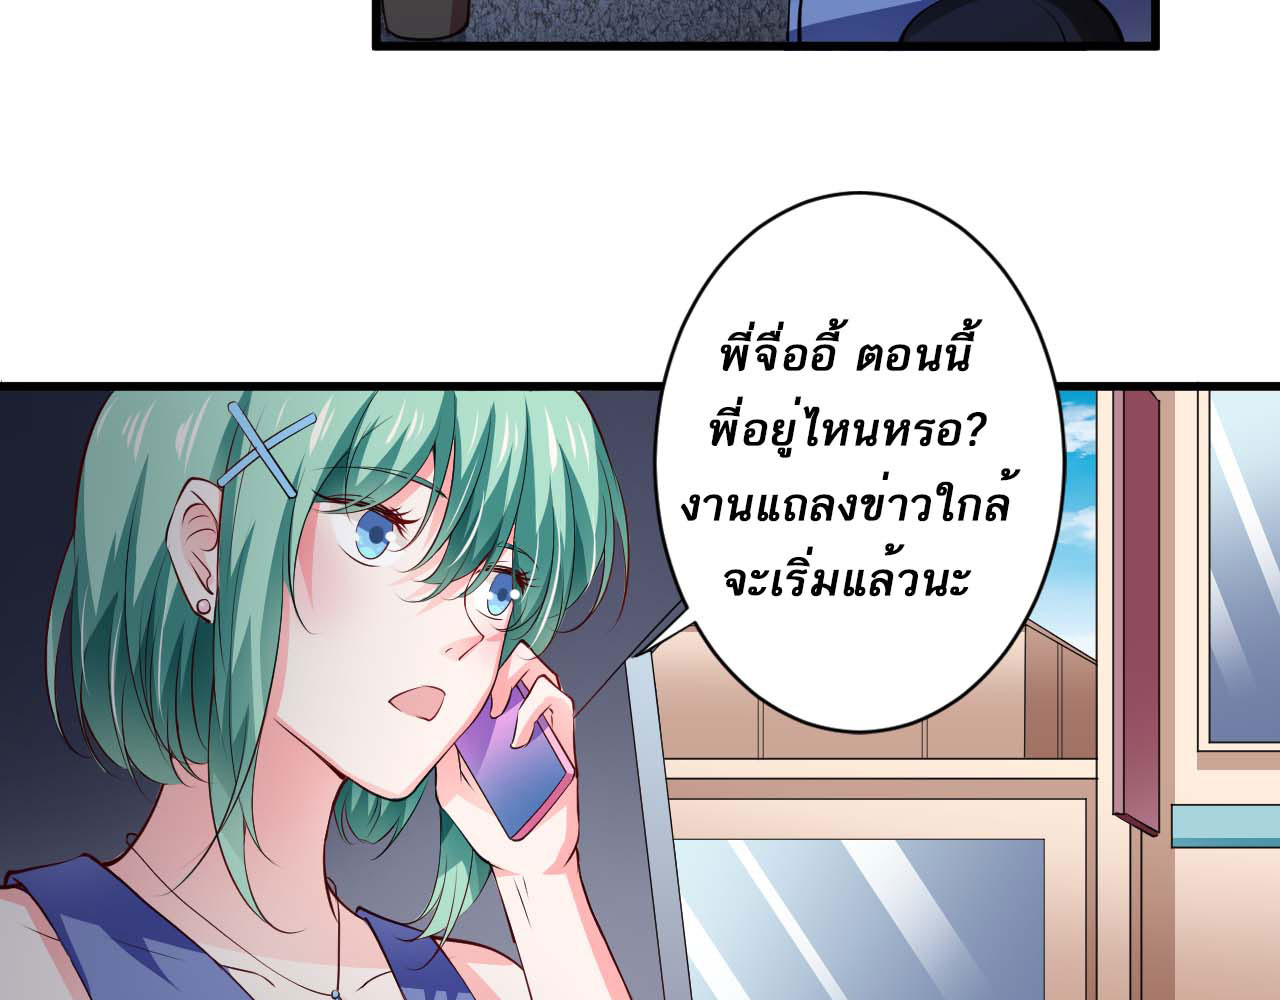 พี่จื่ออี้ ตอนนี้
พี่อยู่ไหนหรอ?
งานแถลงข่าวใกล้
จะเริ่มแล้วนะ